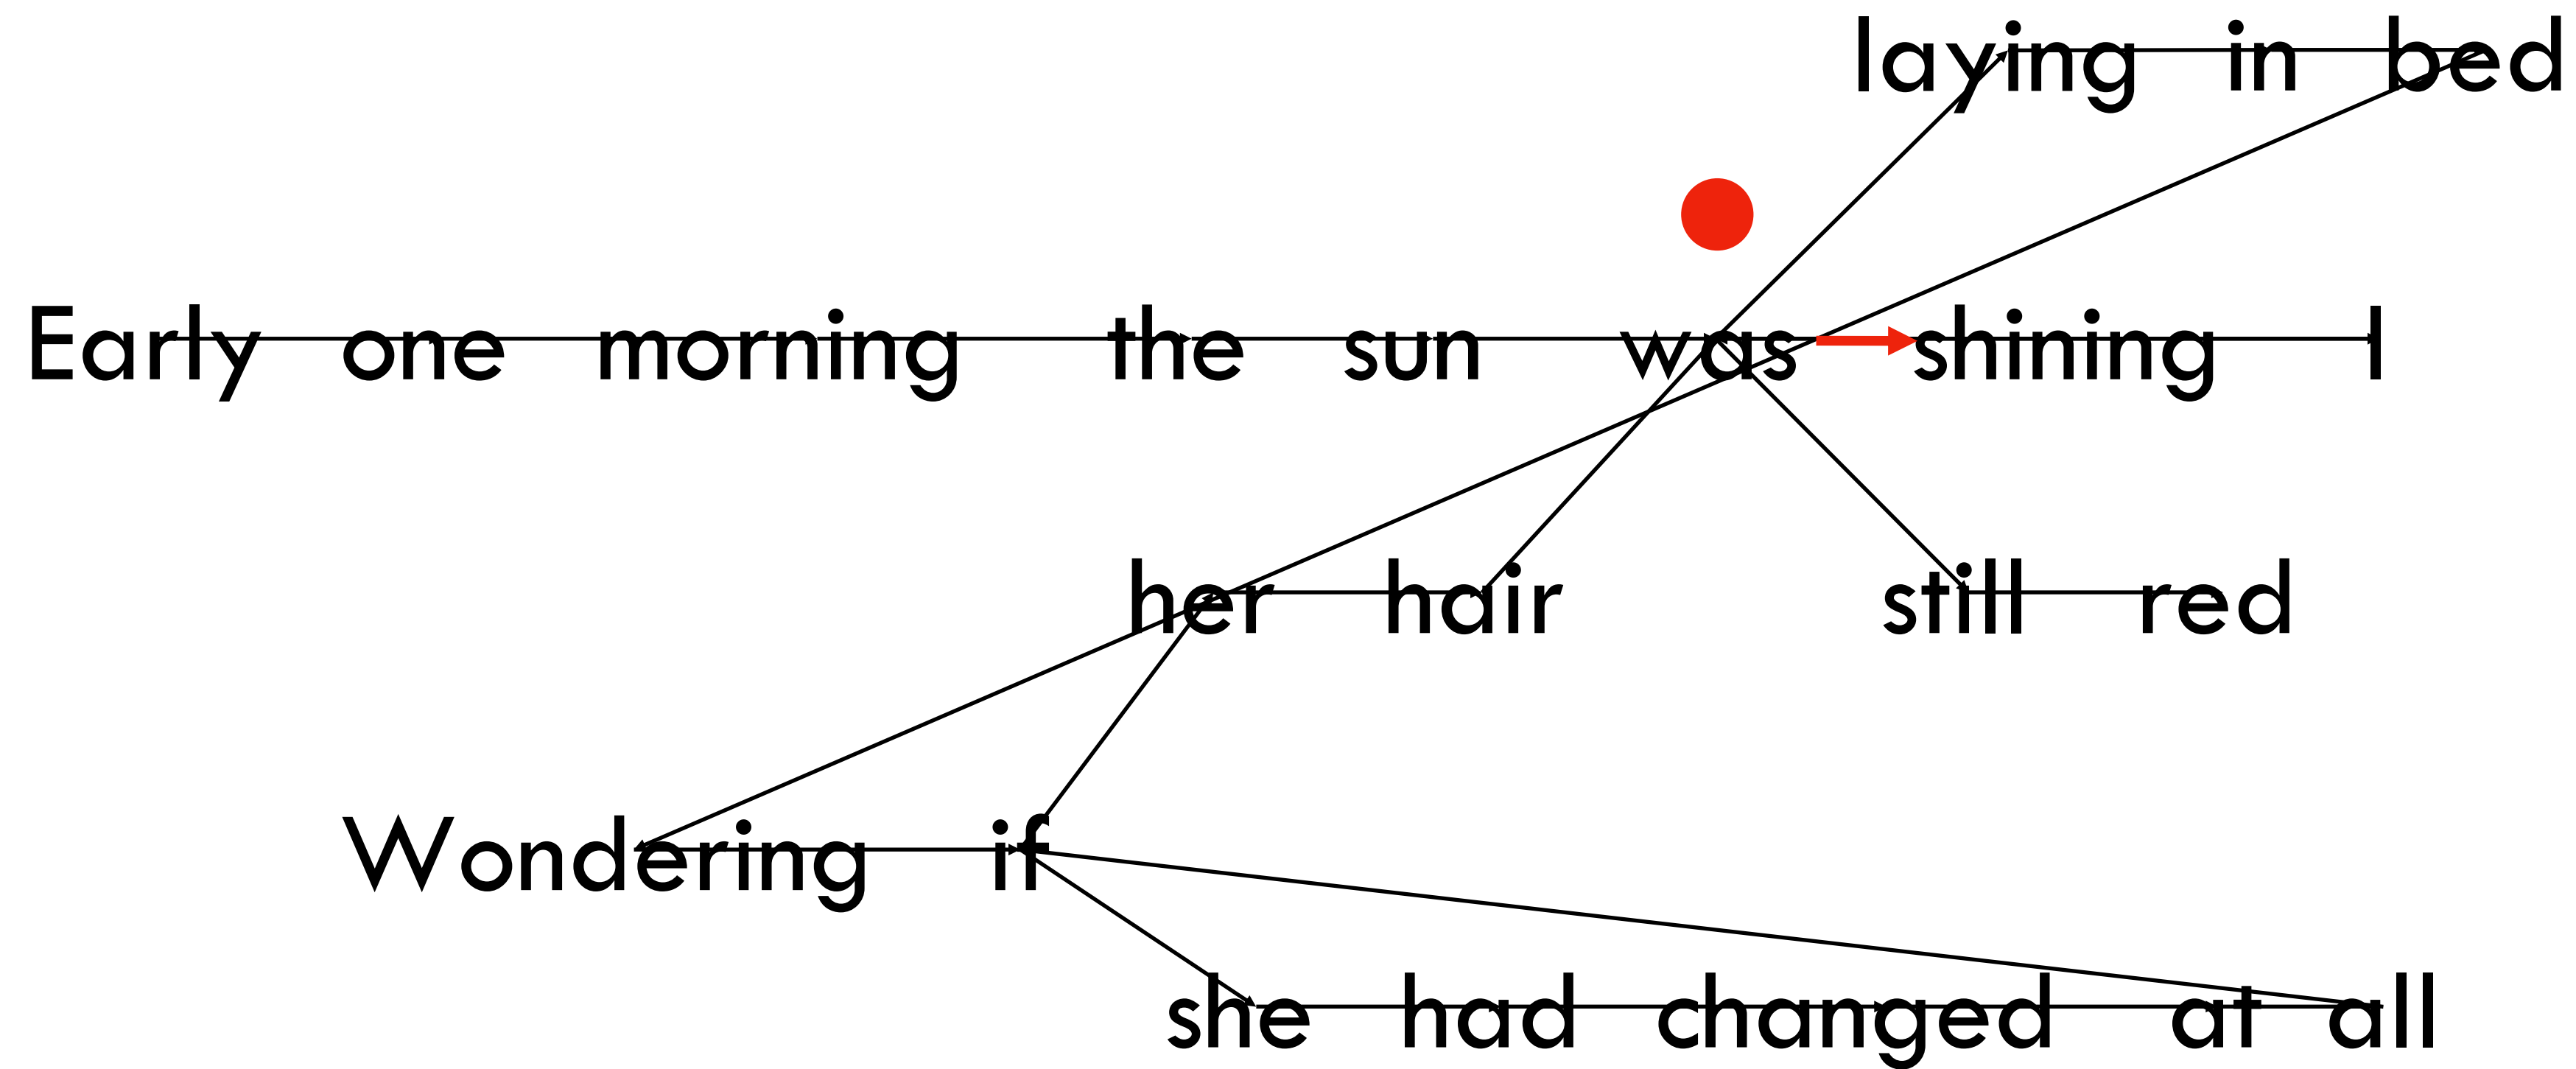 laying in bed
Early one morning the sun was shining I
her hair still red
Wondering if
she had changed at all